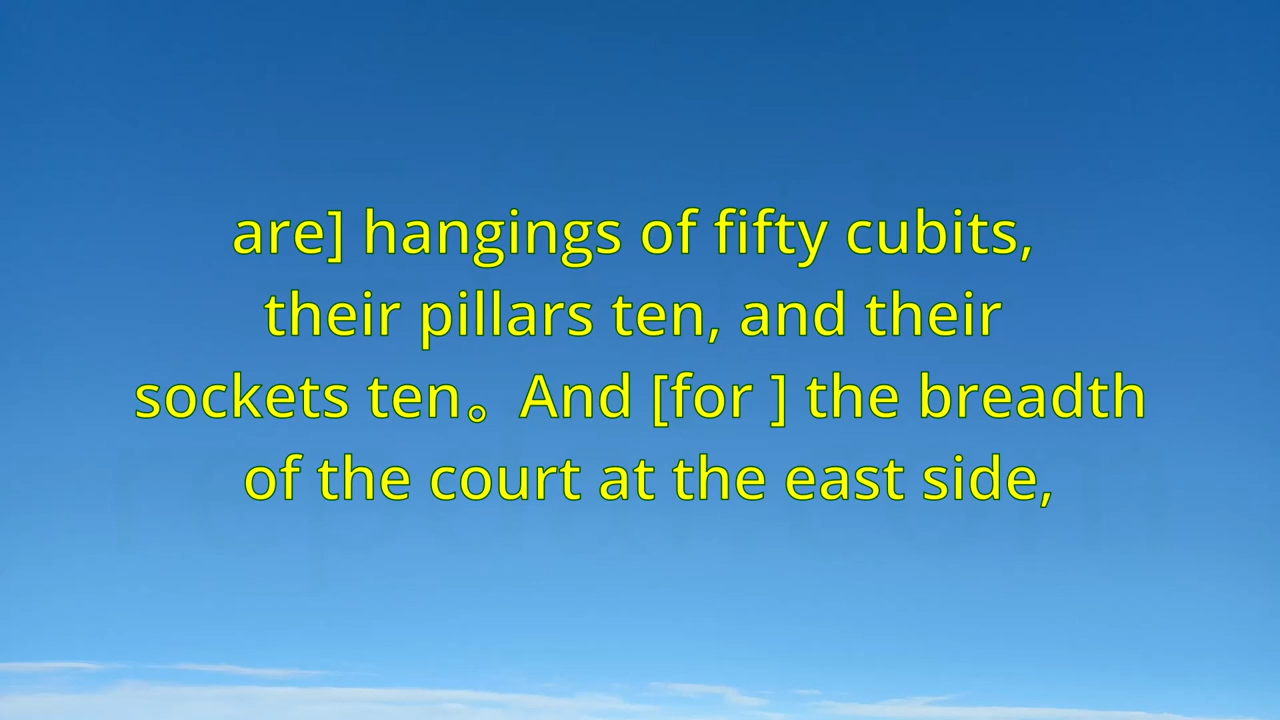 are] hangings of fifty cubits,
their pillars ten, and their
sockets ten。And [for ] the breadth
of the court at the east side,